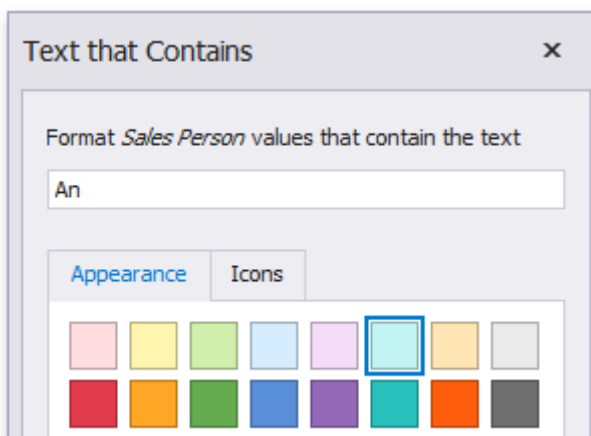 Text that Contains
Format Sales Person values that contain the text
An
Appearance Icons